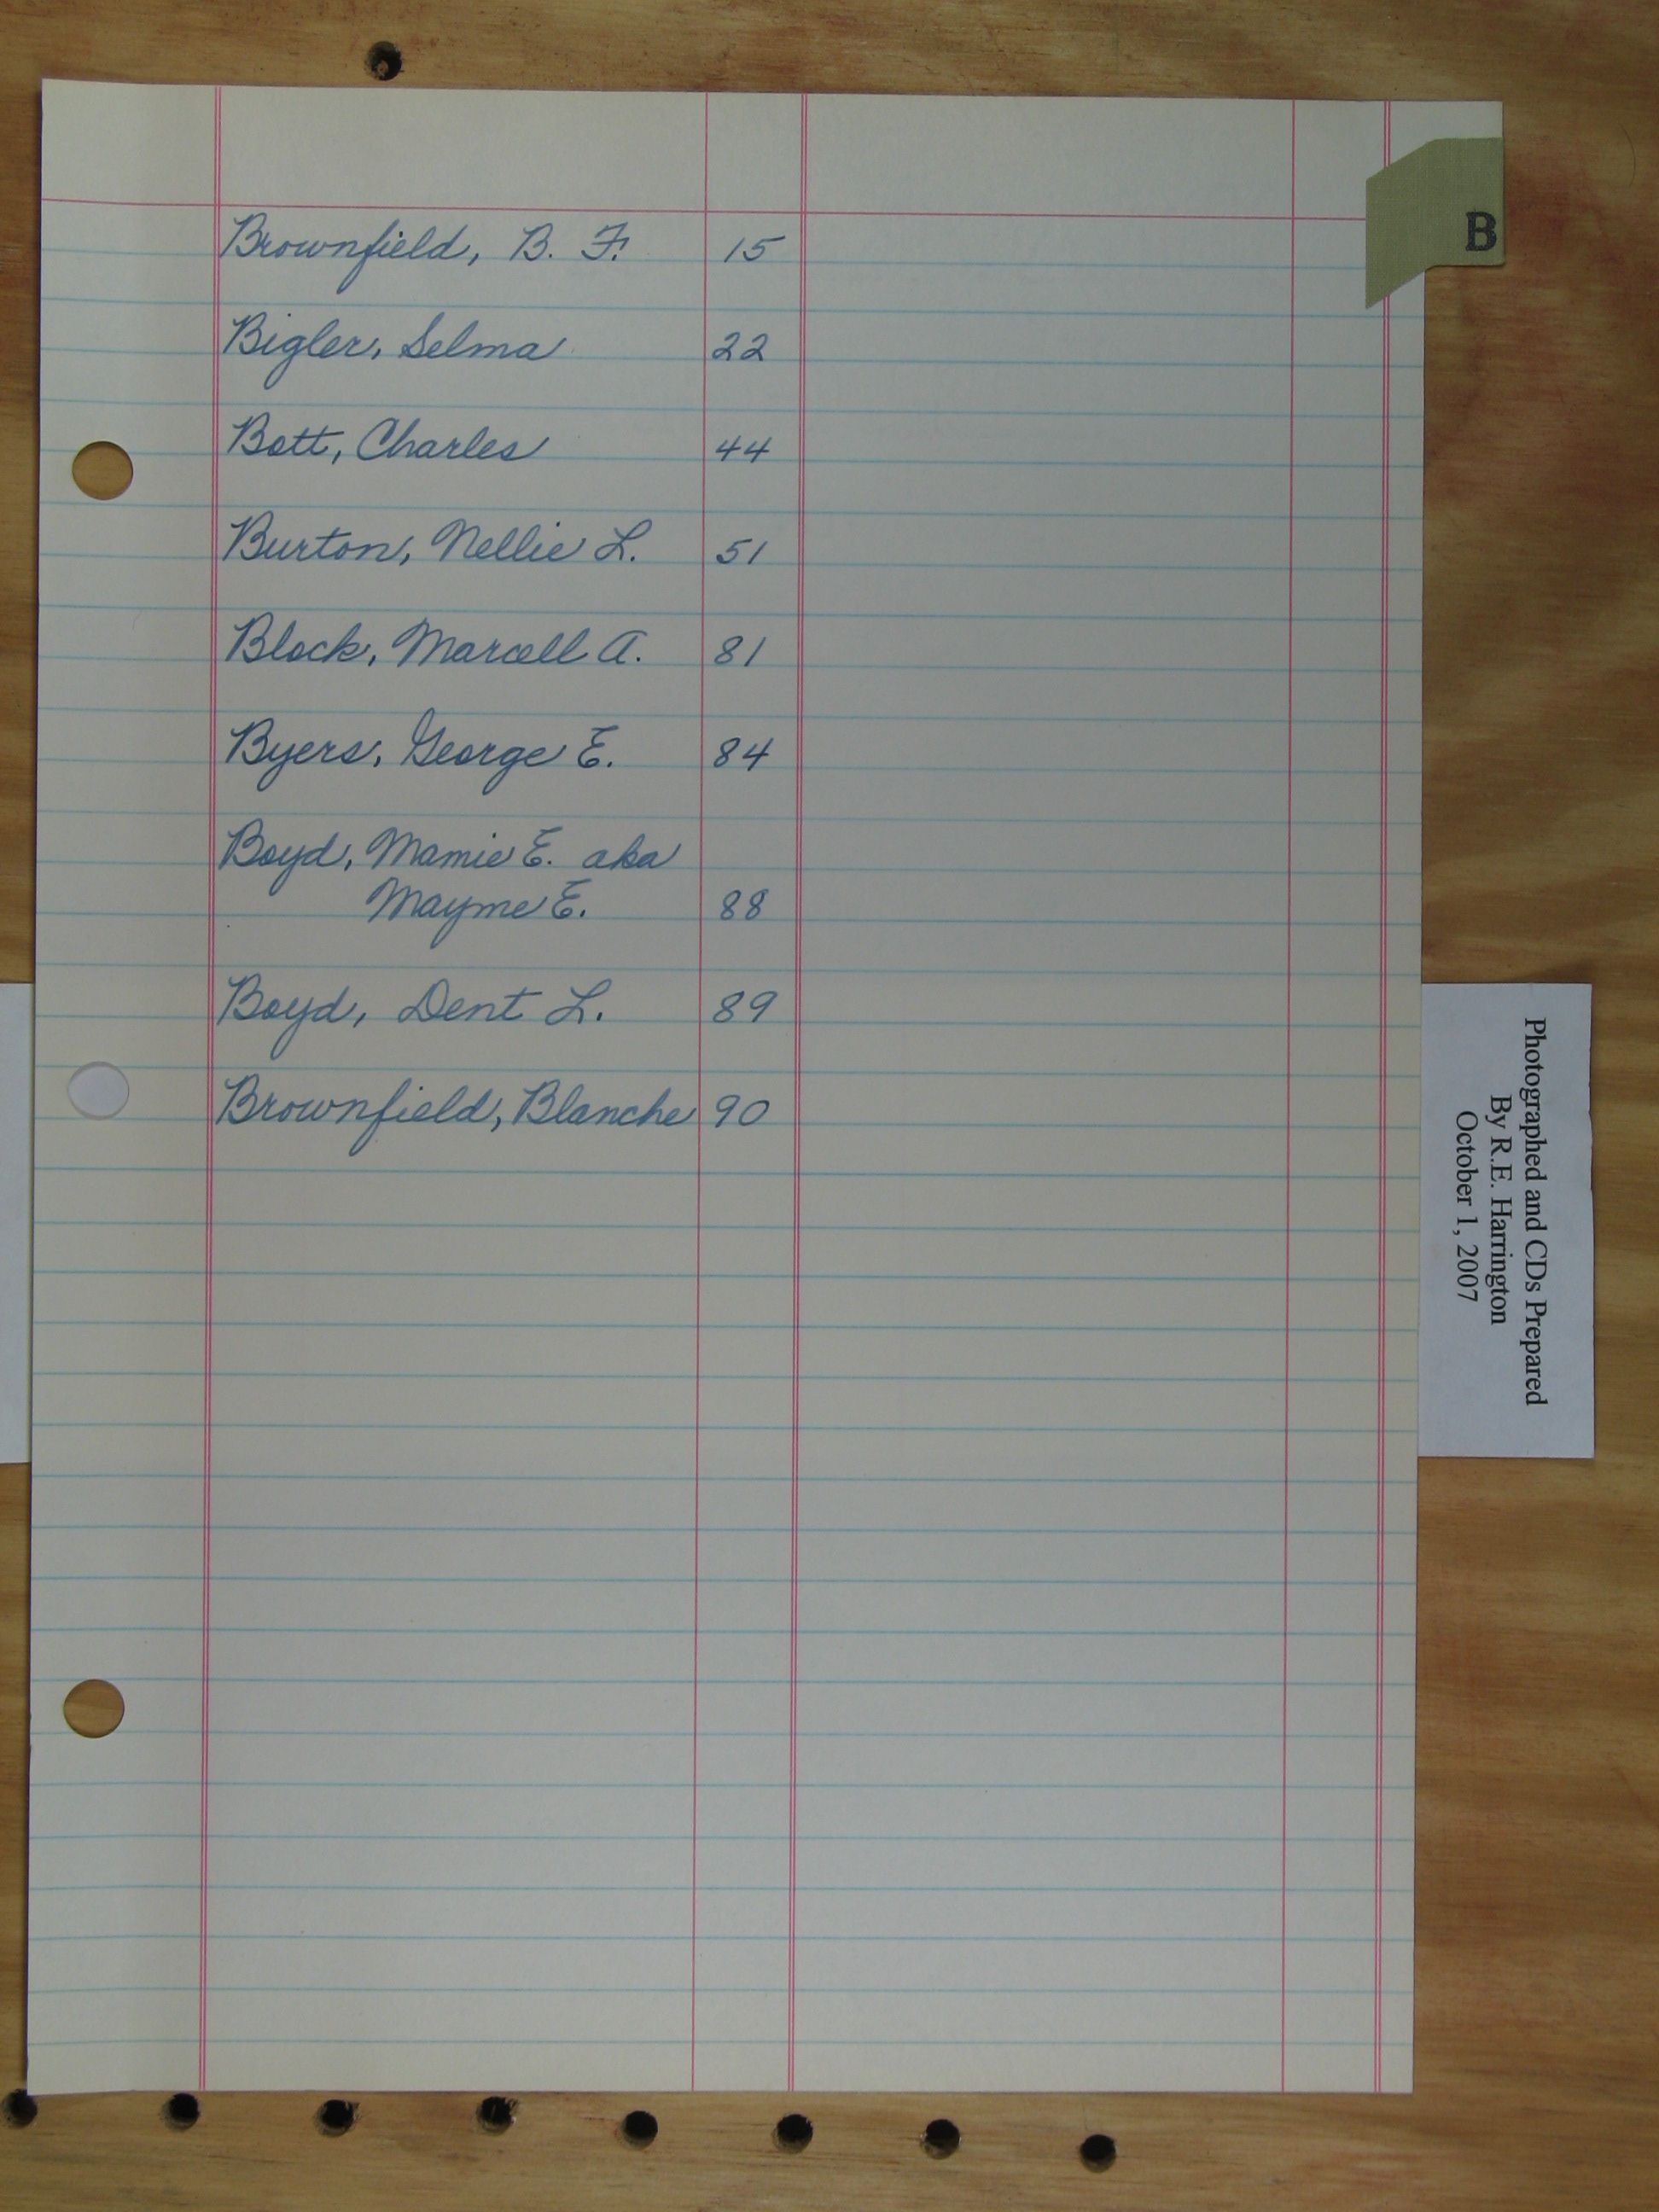 B
Brownfield, B. F. 15
Bigler, Selma 22
Bott, Charles 44
Burton, Nellie L. 51
Block, Marcell A. 81
Byers, George E. 84
Boyd, Mamie E. aka
Mayme E. 88
Boyd, Dent L. 89
Brownfield, Blanche 90
Photographed and CDs Prepared
By R.E. Harrington
October 1, 2007